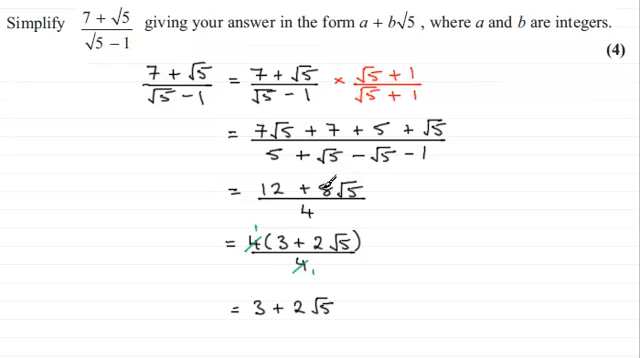 Simplify (7 + √5)/(√5 − 1) giving your answer in the form a + b√5 , where a and b are integers.
(4)
(7 + √5)/(√5 − 1) = (7 + √5)/(√5 − 1) × (√5 + 1)/(√5 + 1)
= (7√5 + 7 + 5 + √5)/(5 + √5 − √5 − 1)
= (12 + 8√5)/4
= 4(3 + 2√5)/4
1
1
= 3 + 2√5